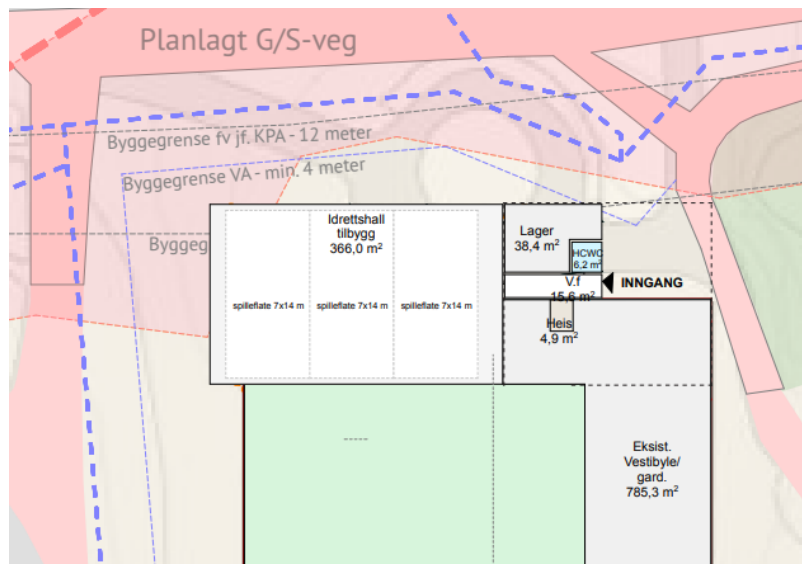 Planlagt G/S-veg
Byggegrense fv jf. KPA - 12 meter
Byggegrense VA - min. 4 meter
Idrettshall
tilbygg
366,0 m²
Byggeg
Lager
38,4 m²
HCWC
6,2 m²
V.f
15,6 m²
INNGANG
spilleflate 7x14 m
spilleflate 7x14 m
spilleflate 7x14 m
Heis
4,9 m²
Eksist.
Vestibyle/
gard.
785,3 m²